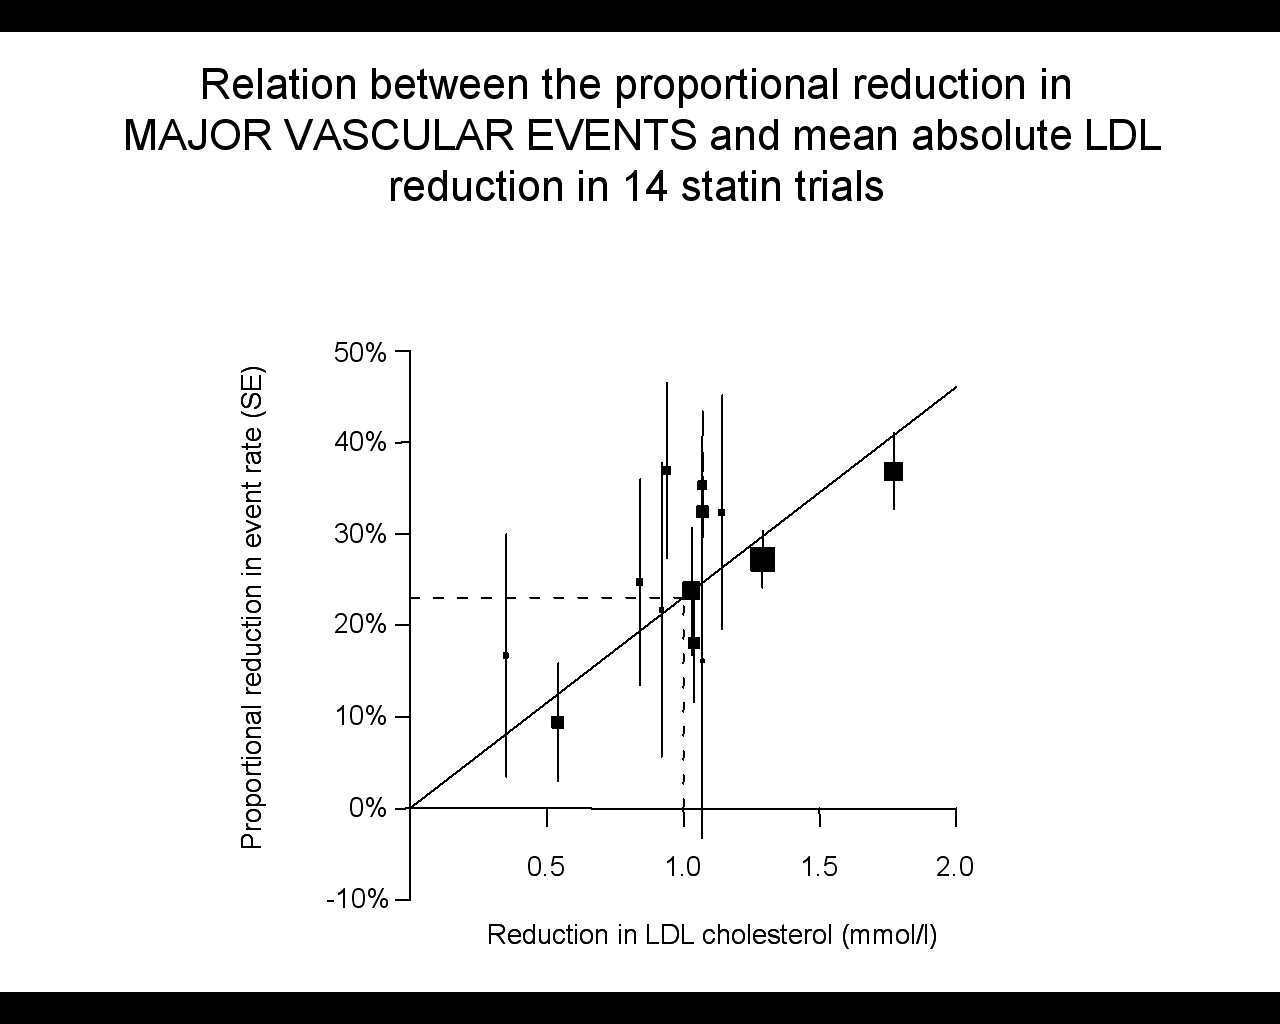 Relation between the proportional reduction in
MAJOR VASCULAR EVENTS and mean absolute LDL
reduction in 14 statin trials
Proportional reduction in event rate (SE)
50%
40%
30%
20%
10%
0%
-10%
0.5
1.0
1.5
2.0
Reduction in LDL cholesterol (mmol/l)